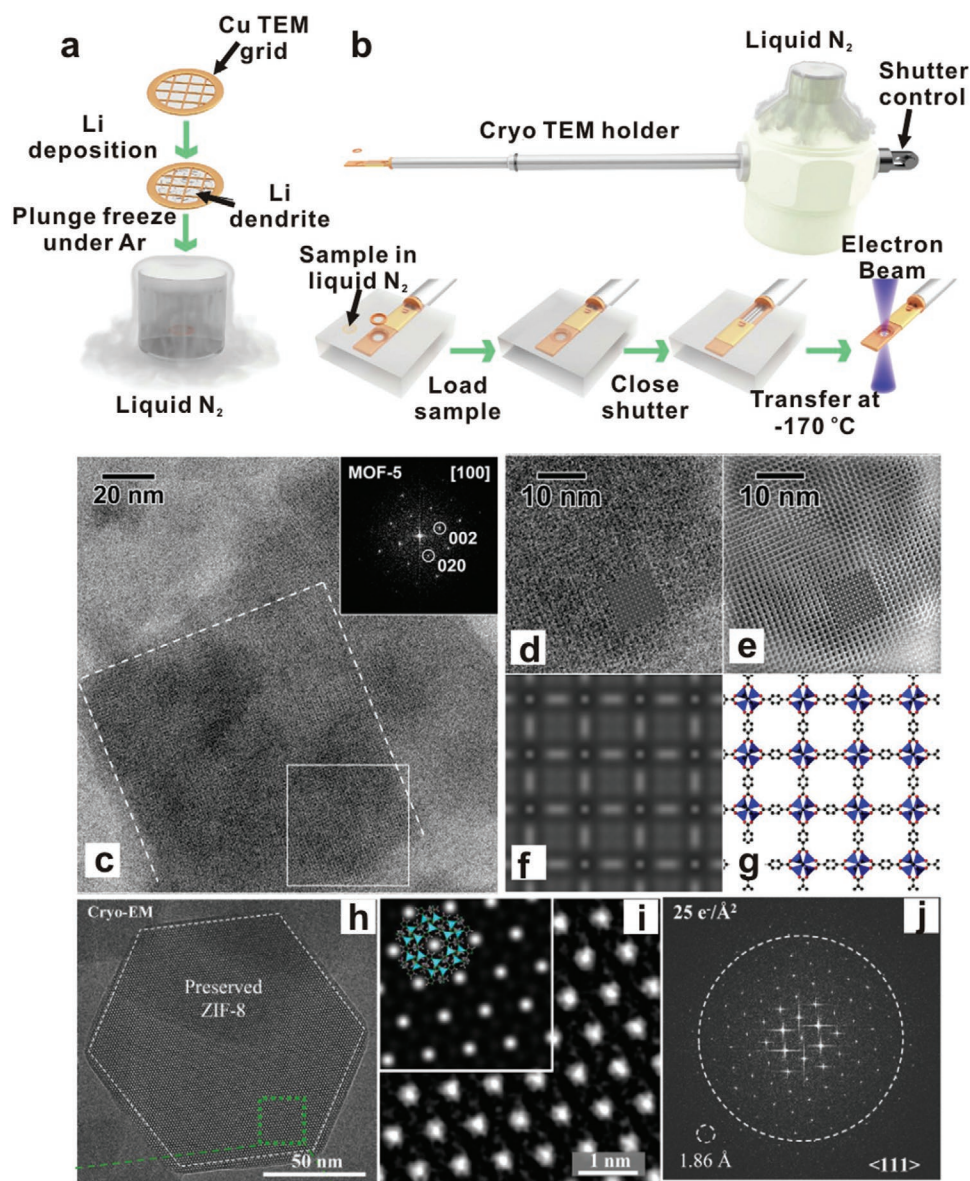 a
Cu TEM
grid
Li
deposition
Li
dendrite
Plunge freeze
under Ar
Liquid N₂
b
Liquid N₂
Shutter
control
Cryo TEM holder
Sample in
liquid N₂
Electron
Beam
Load
sample
Close
shutter
Transfer at
-170 °C
20 nm
MOF-5 [100]
002
020
c
10 nm
d
10 nm
e
f
g
Cryo-EM
h
Preserved
ZIF-8
50 nm
i
1 nm
25 e⁻/Å²
j
1.86 Å
<111>